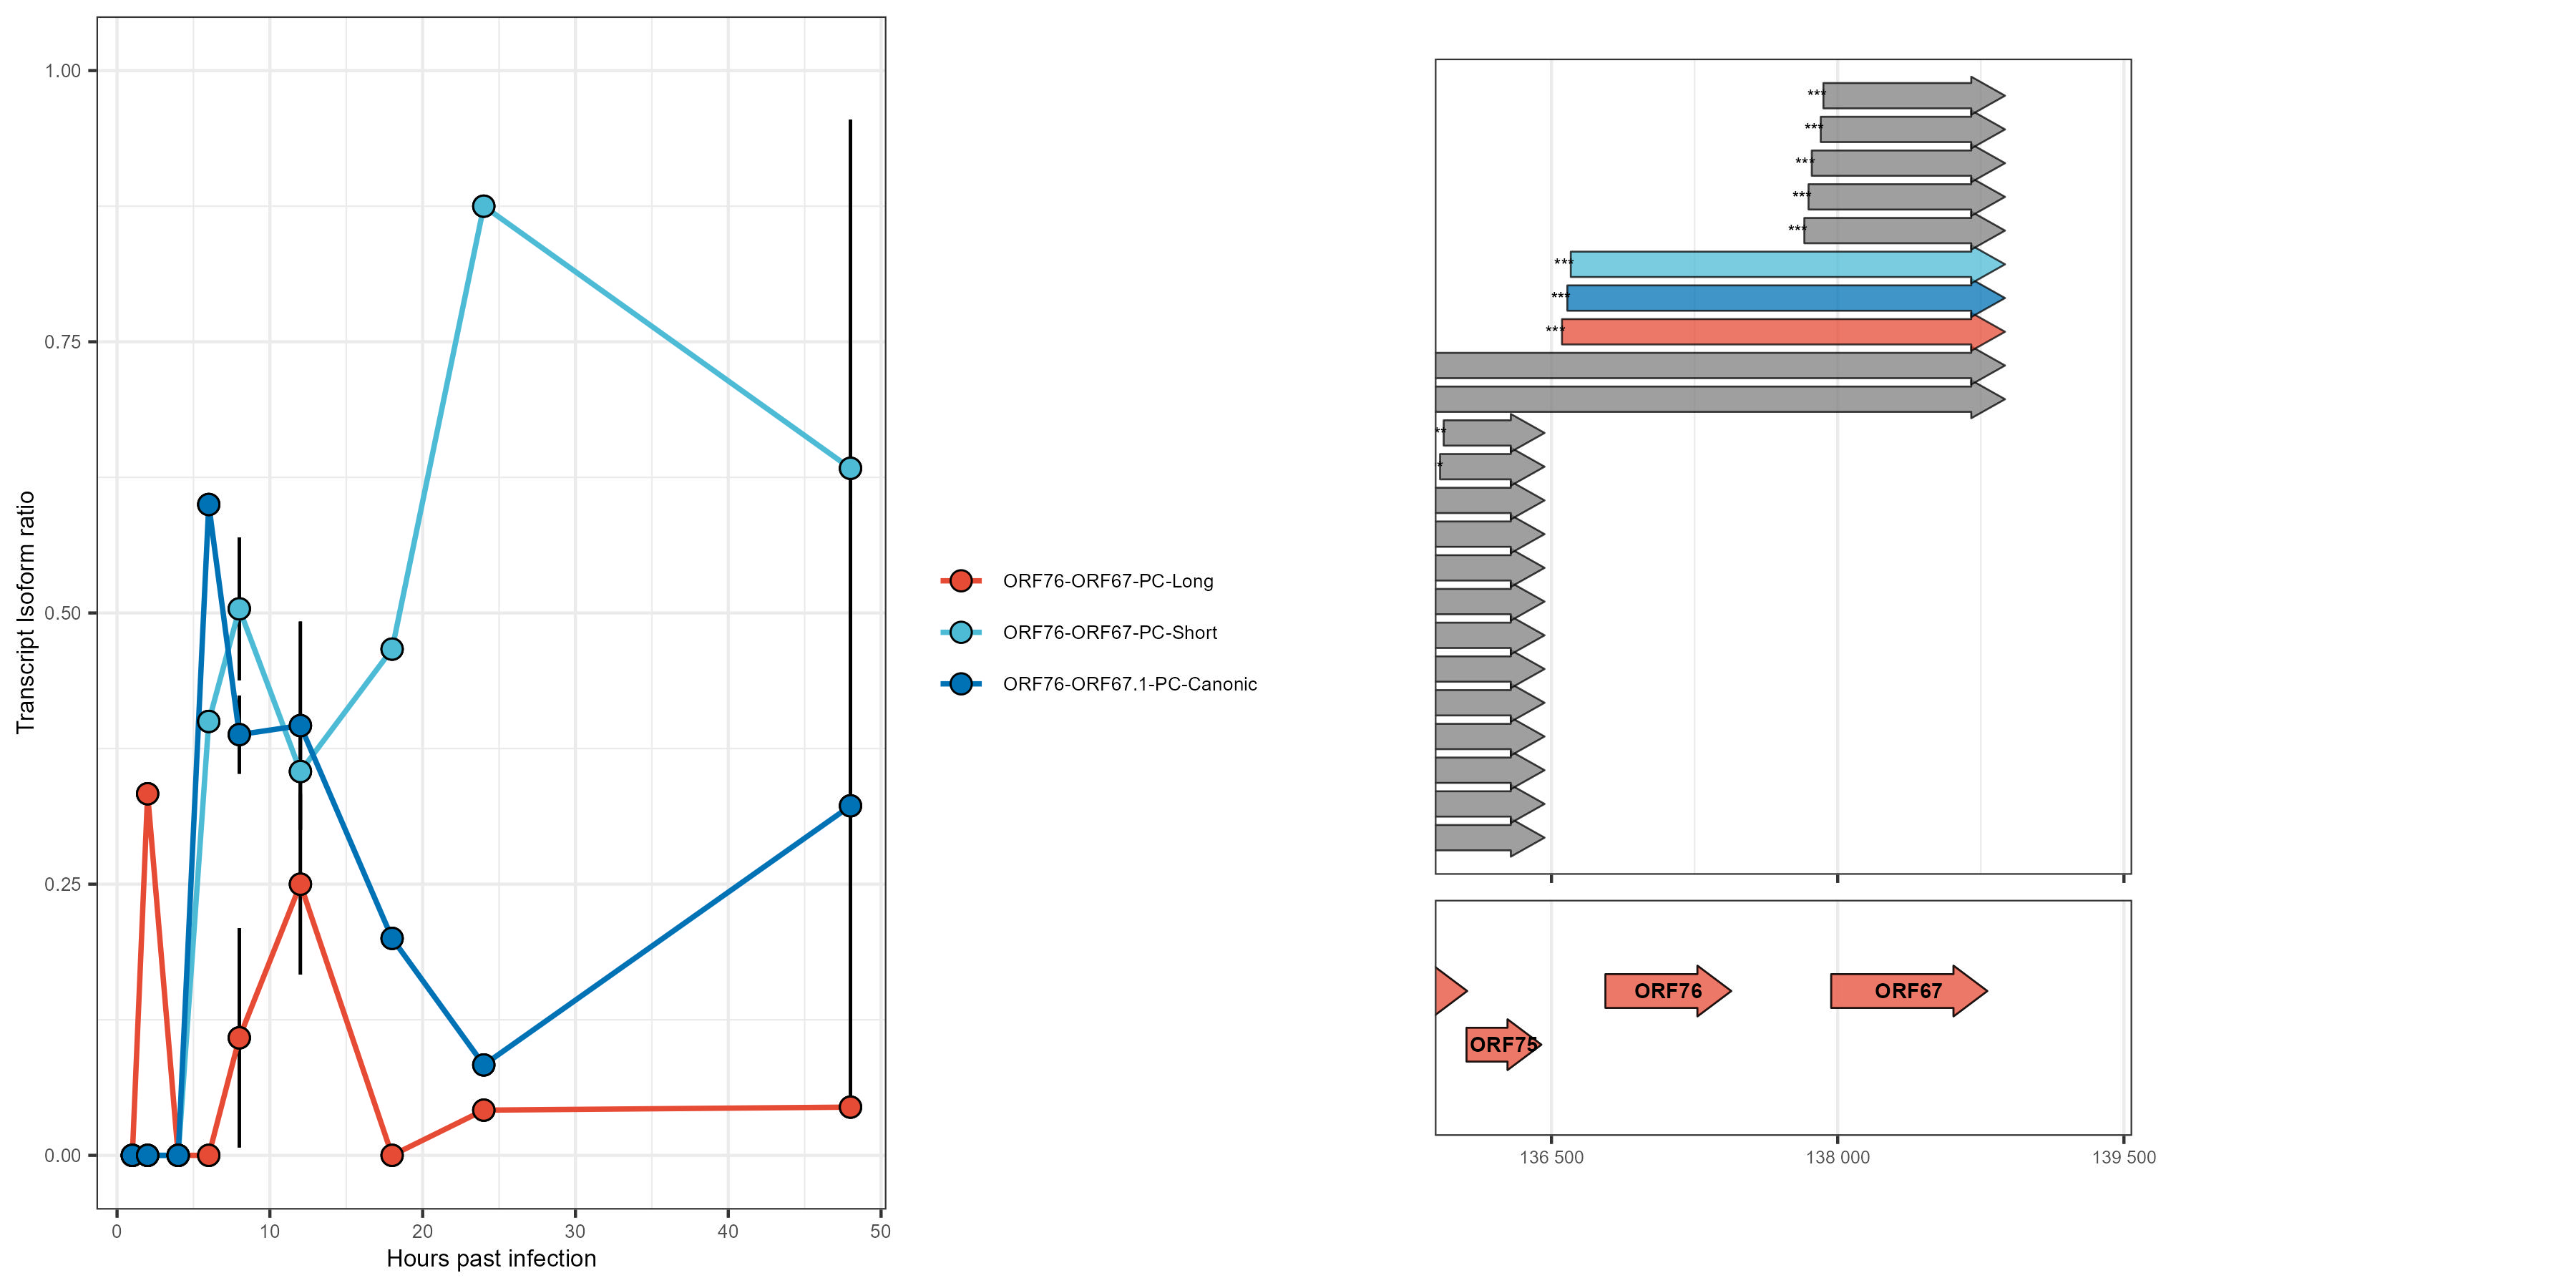 Transcript Isoform ratio
1.00
0.75
0.50
0.25
0.00
0 10 20 30 40 50
Hours past infection
ORF76-ORF67-PC-Long
ORF76-ORF67-PC-Short
ORF76-ORF67.1-PC-Canonic
***
***
***
***
***
***
***
***
**
*
ORF76 ORF67
ORF75
136 500 138 000 139 500